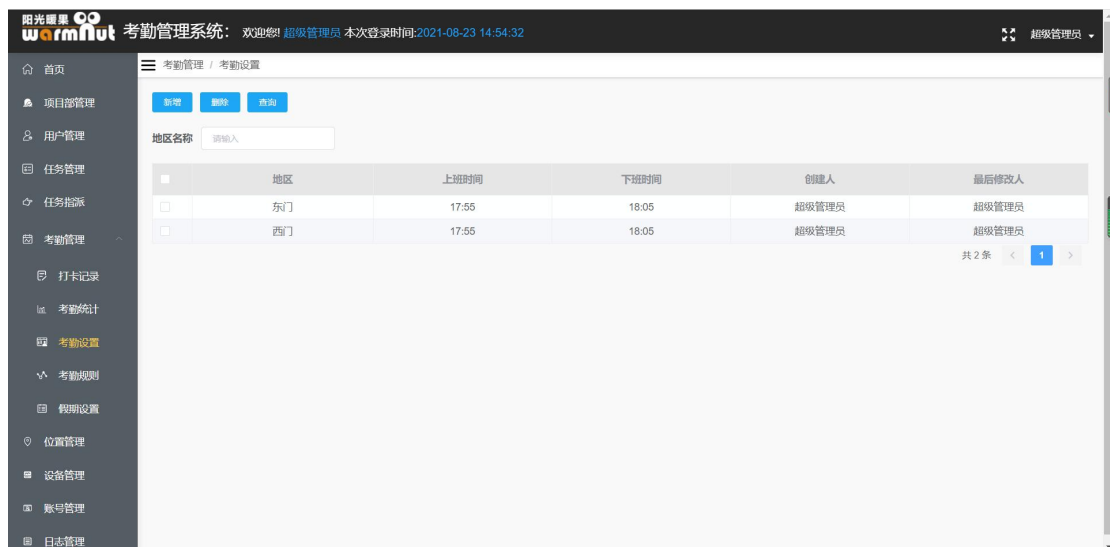 阳光暖果
warmnut 考勤管理系统： 欢迎您! 超级管理员 本次登录时间:2021-08-23 14:54:32 超级管理员
首页
考勤管理 / 考勤设置
项目部管理
新增 删除 查询
用户管理
地区名称 请输入
任务管理
地区 上班时间 下班时间 创建人 最后修改人
任务指派
东门 17:55 18:05 超级管理员 超级管理员
西门 17:55 18:05 超级管理员 超级管理员
考勤管理
共 2 条 < 1 >
打卡记录
考勤统计
考勤设置
考勤规则
假期设置
位置管理
设备管理
账号管理
日志管理